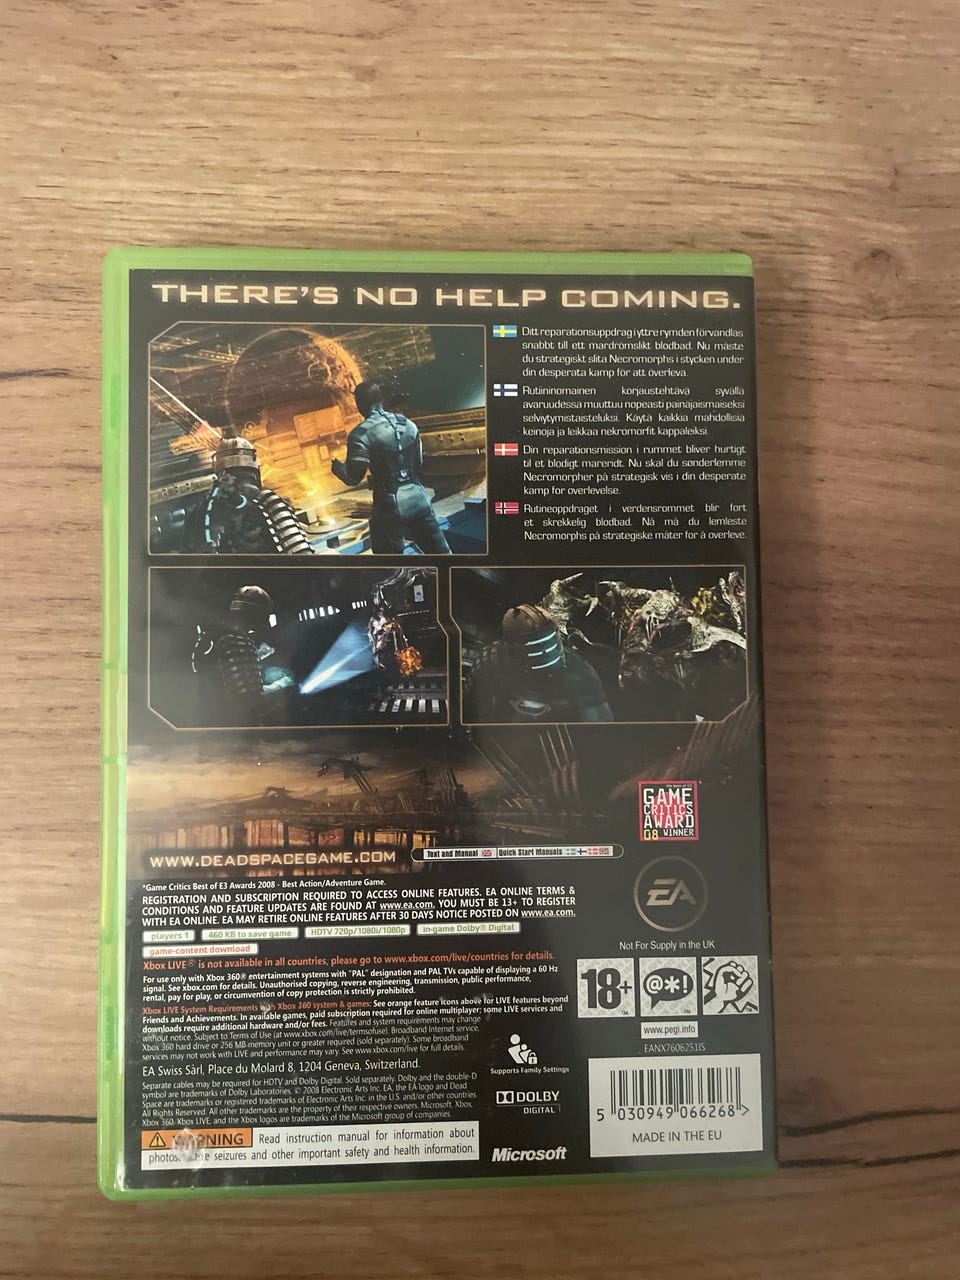 THERE'S NO HELP COMING.
Ditt reparationsuppdrag i yttre rymden förvandlas
snabbt till ett mardrömslikt blodbad. Nu måste
du strategiskt slita Necromorphs i stycken under
din desperata kamp för att överleva.
Rutiininomainen korjaustehtävä syvällä
avaruudessa muuttuu nopeasti painajaismaiseksi
selviytymistaisteluksi. Käytä kaikkia mahdollisia
keinoja ja leikkaa nekromorfit kappaleiksi.
Din reparationsmission i rummet bliver hurtigt
til et blodigt mareridt. Nu skal du sønderlemme
Necromorpher på strategisk vis i din desperate
kamp for overlevelse.
Rutineoppdraget i verdensrommet blir fort
et skrekkelig blodbad. Nå må du lemleste
Necromorphs på strategiske måter for å overleve.
the best of E3
GAME
CRITICS
AWARD
08 WINNER
WWW.DEADSPACEGAME.COM
Text and Manual
Quick Start Manuals
*Game Critics Best of E3 Awards 2008 - Best Action/Adventure Game.
REGISTRATION AND SUBSCRIPTION REQUIRED TO ACCESS ONLINE FEATURES. EA ONLINE TERMS &
CONDITIONS AND FEATURE UPDATES ARE FOUND AT www.ea.com. YOU MUST BE 13+ TO REGISTER
WITH EA ONLINE. EA MAY RETIRE ONLINE FEATURES AFTER 30 DAYS NOTICE POSTED ON www.ea.com.
EA
players 1
460 KB to save game
HDTV 720p/1080i/1080p
in-game Dolby® Digital
game-content download
Not For Supply in the UK
Xbox LIVE® is not available in all countries, please go to www.xbox.com/live/countries for details.
For use only with Xbox 360® entertainment systems with "PAL" designation and PAL TVs capable of displaying a 60 Hz
signal. See xbox.com for details. Unauthorised copying, reverse engineering, transmission, public performance,
rental, pay for play, or circumvention of copy protection is strictly prohibited.
18+
@*!
www.pegi.info
EANX7606251IS
Xbox LIVE System Requirements with Xbox 360 system & games: See orange feature icons above for LIVE features beyond
Friends and Achievements. In available games, paid subscription required for online multiplayer; some LIVE services and
downloads require additional hardware and/or fees. Features and system requirements may change
without notice. Subject to Terms of Use (at www.xbox.com/live/termsofuse). Broadband Internet service,
Xbox 360 hard drive or 256 MB memory unit or greater required (sold separately). Some broadband
services may not work with LIVE and performance may vary. See www.xbox.com/live for full details.
EA Swiss Sàrl, Place du Molard 8, 1204 Geneva, Switzerland.
Separate cables may be required for HDTV and Dolby Digital. Sold separately. Dolby and the double-D
symbol are trademarks of Dolby Laboratories. © 2008 Electronic Arts Inc. EA, the EA logo and Dead
Space are trademarks or registered trademarks of Electronic Arts Inc. in the U.S. and/or other countries.
All Rights Reserved. All other trademarks are the property of their respective owners. Microsoft, Xbox,
Xbox 360, Xbox LIVE, and the Xbox logos are trademarks of the Microsoft group of companies.
Supports Family Settings
DOLBY
DIGITAL
Microsoft
WARNING Read instruction manual for information about
seizures and other important safety and health information.
5 030949 066268 >
MADE IN THE EU